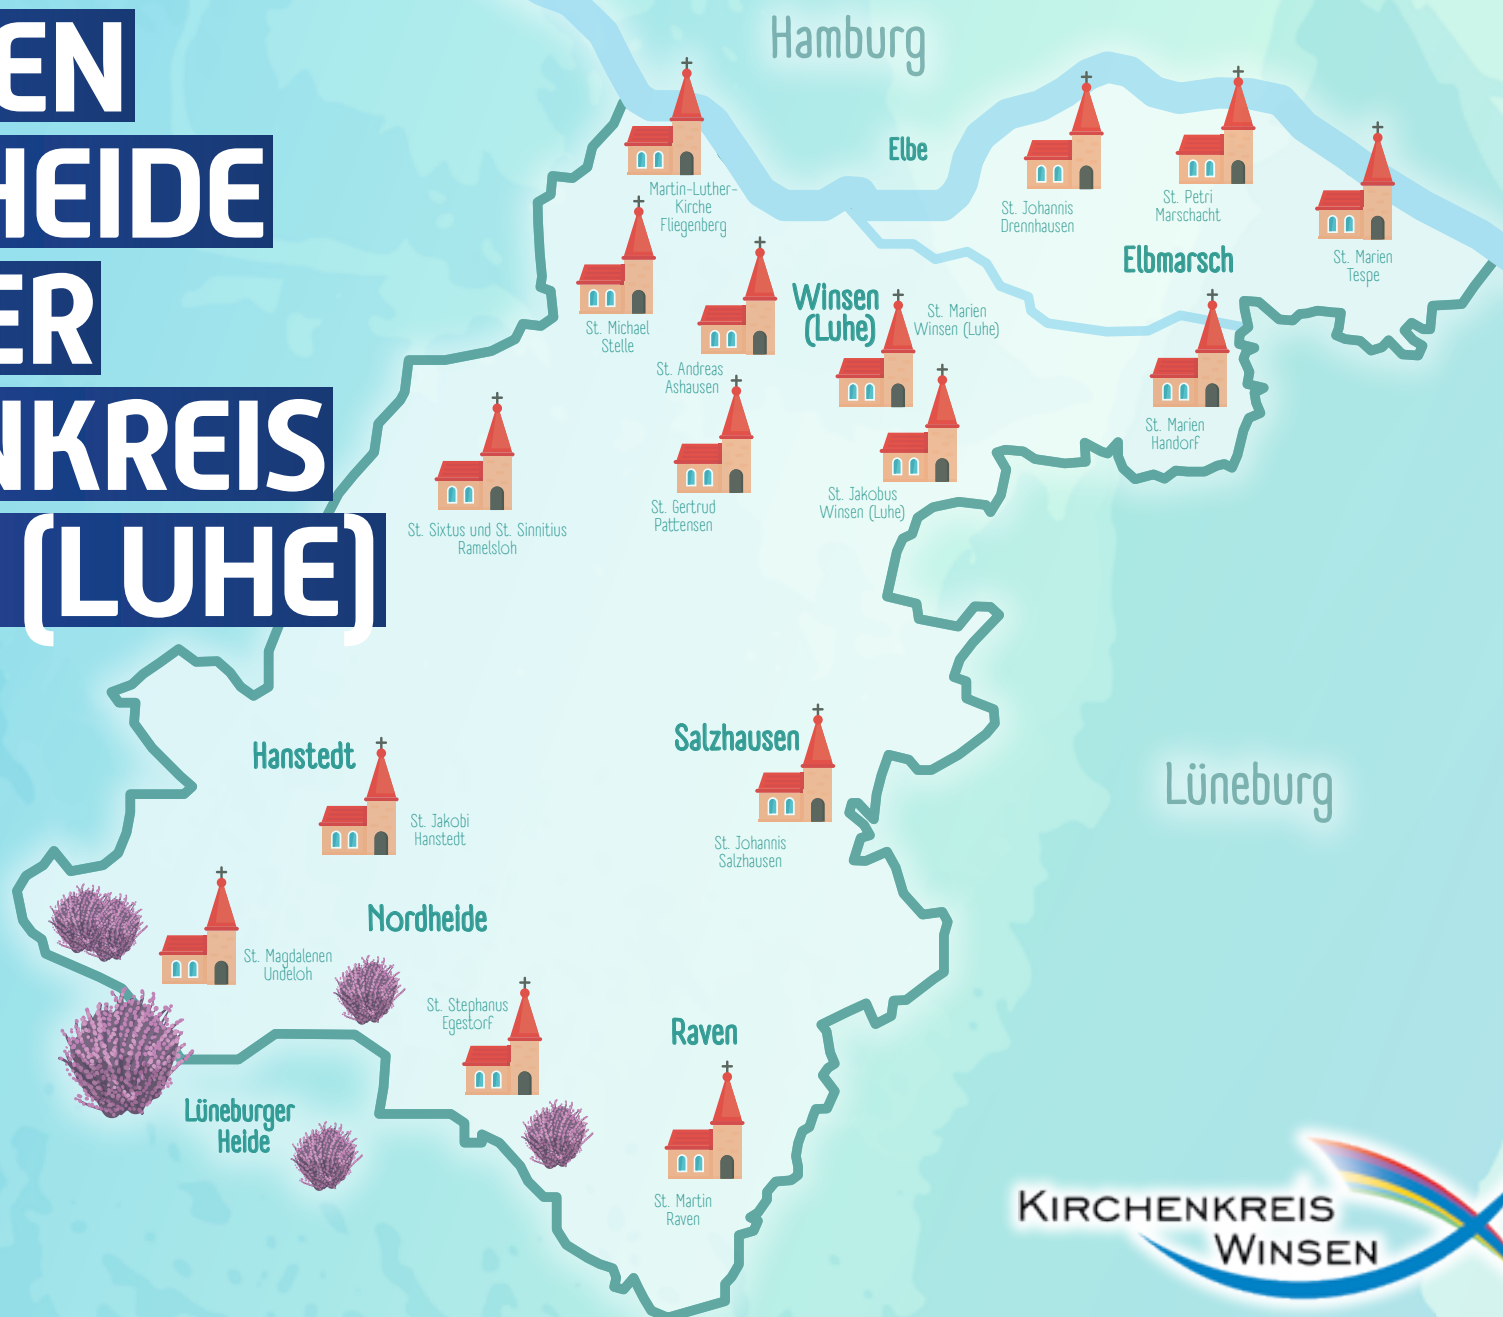 EN
HEIDE
ER
NKREIS
(LUHE)
Hamburg
Elbe
Martin-Luther-
Kirche
Fliegenberg
St. Johannis
Drennhausen
St. Petri
Marschacht
St. Marien
Tespe
Elbmarsch
St. Michael
Stelle
St. Andreas
Ashausen
Winsen
(Luhe)
St. Marien
Winsen (Luhe)
St. Marien
Handorf
St. Sixtus und St. Sinnitius
Ramelsloh
St. Gertrud
Pattensen
St. Jakobus
Winsen (Luhe)
Hanstedt
St. Jakobi
Hanstedt
Salzhausen
St. Johannis
Salzhausen
Lüneburg
Nordheide
St. Magdalenen
Undeloh
St. Stephanus
Egestorf
Raven
St. Martin
Raven
Lüneburger
Heide
KIRCHENKREIS
WINSEN